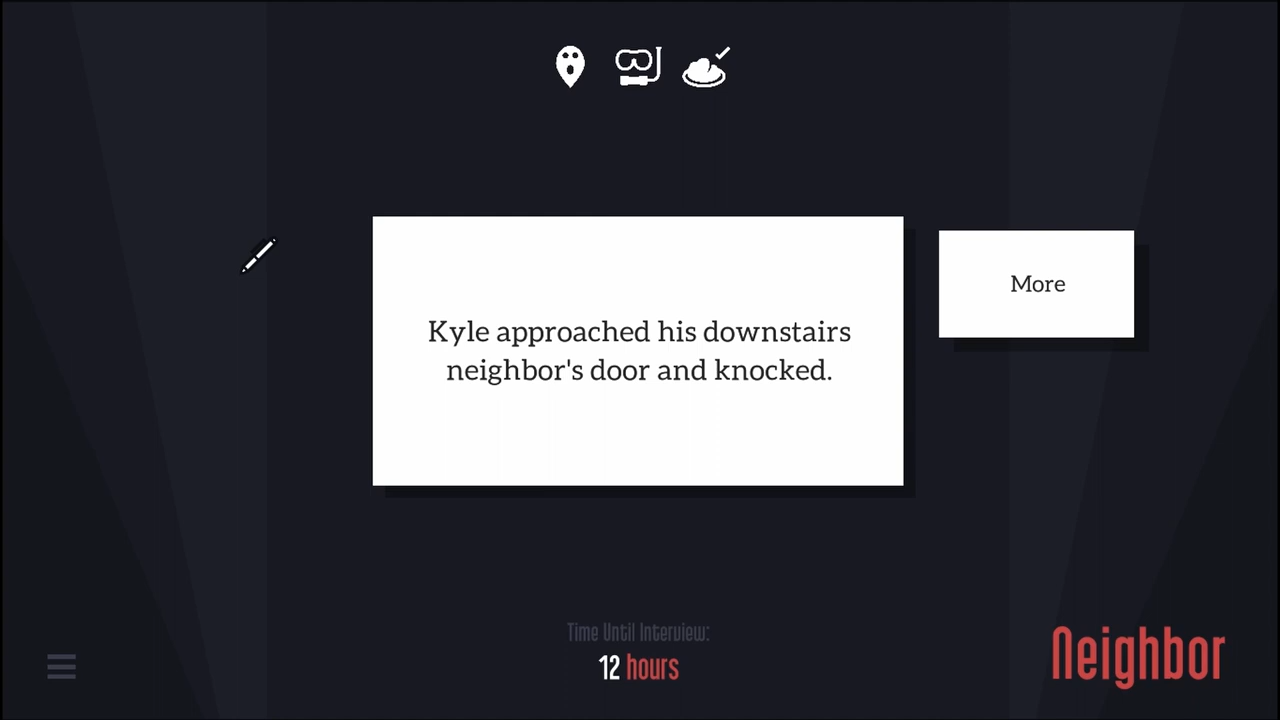 Kyle approached his downstairs
neighbor's door and knocked.
More
Time Until Interview:
12 hours
Neighbor